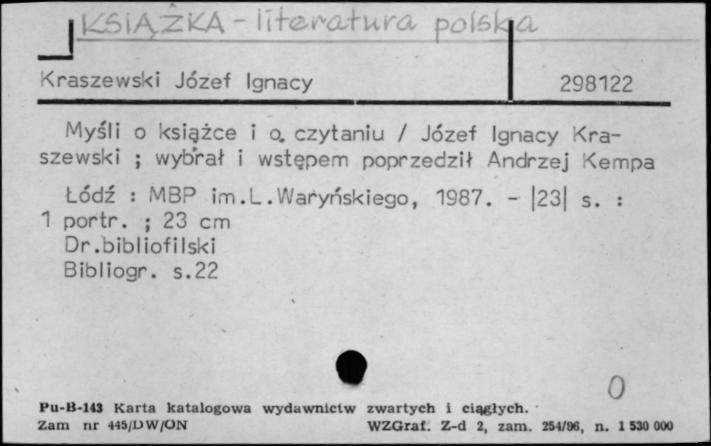 KSIĄŻKA - literatura polska
Kraszewski Józef Ignacy 298122
Myśli o książce i o czytaniu / Józef Ignacy Kra-
szewski ; wybrał i wstępem poprzedził Andrzej Kempa
Łódź : MBP im.L.Waryńskiego, 1987. - |23| s. :
1 portr. ; 23 cm
Dr.bibliofilski
Bibliogr. s.22
0
Pu-B-143 Karta katalogowa wydawnictw zwartych i ciągłych.
Zam nr 445/DW/ON WZGraf. Z-d 2, zam. 254/86, n. 1 530 000